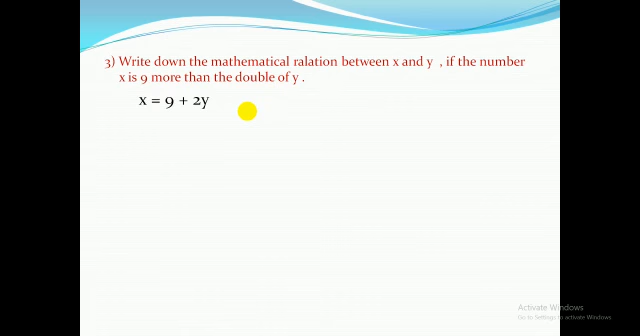 3) Write down the mathematical ralation between x and y , if the number
x is 9 more than the double of y .
x = 9 + 2y
Activate Windows
Go to Settings to activate Windows.